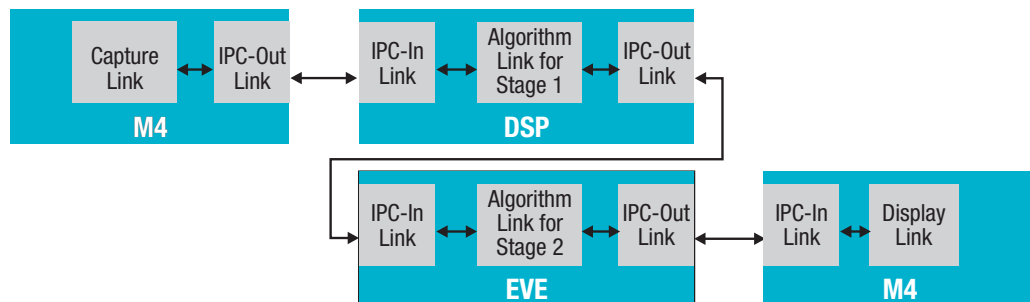 Capture
Link
IPC-Out
Link
M4
IPC-In
Link
Algorithm
Link for
Stage 1
IPC-Out
Link
DSP
IPC-In
Link
Algorithm
Link for
Stage 2
IPC-Out
Link
EVE
IPC-In
Link
Display
Link
M4